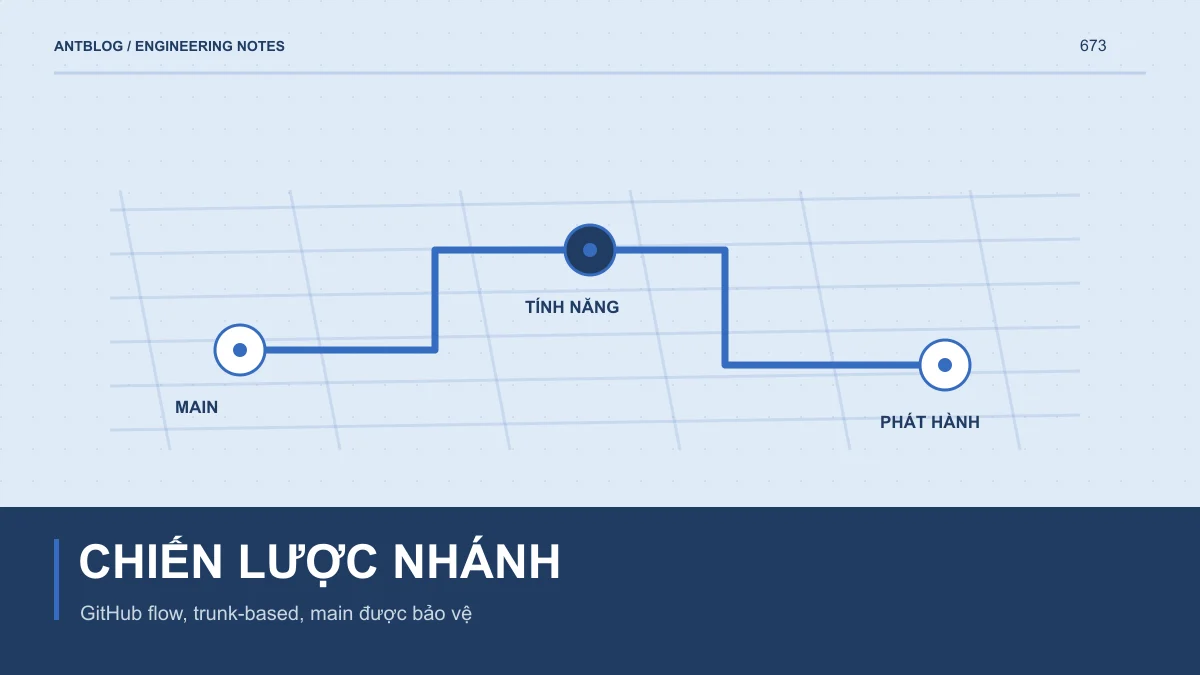 ANTBLOG / ENGINEERING NOTES
673
TÍNH NĂNG
MAIN
PHÁT HÀNH
CHIẾN LƯỢC NHÁNH
GitHub flow, trunk-based, main được bảo vệ